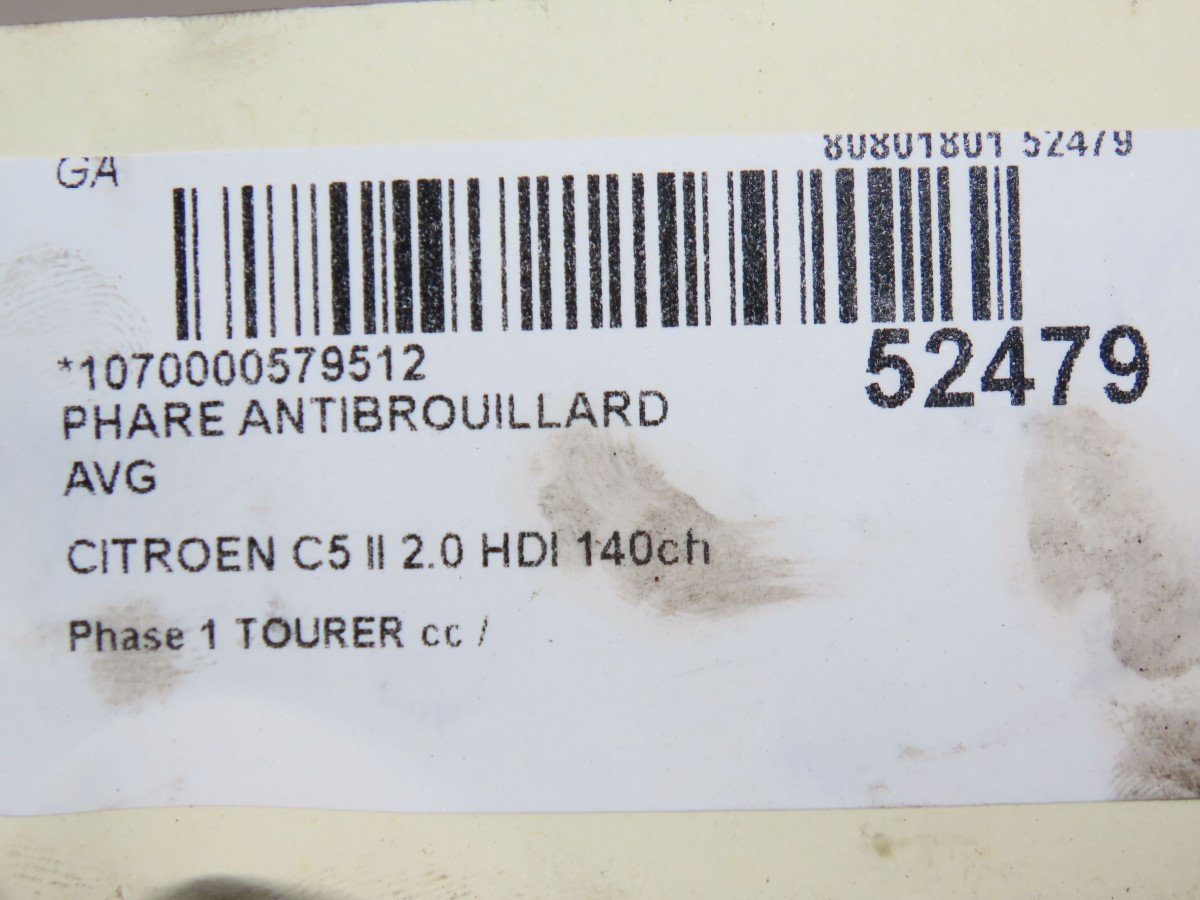 80801801 52479
GA
52479
*1070000579512
PHARE ANTIBROUILLARD
AVG
CITROEN C5 II 2.0 HDI 140ch
Phase 1 TOURER cc /